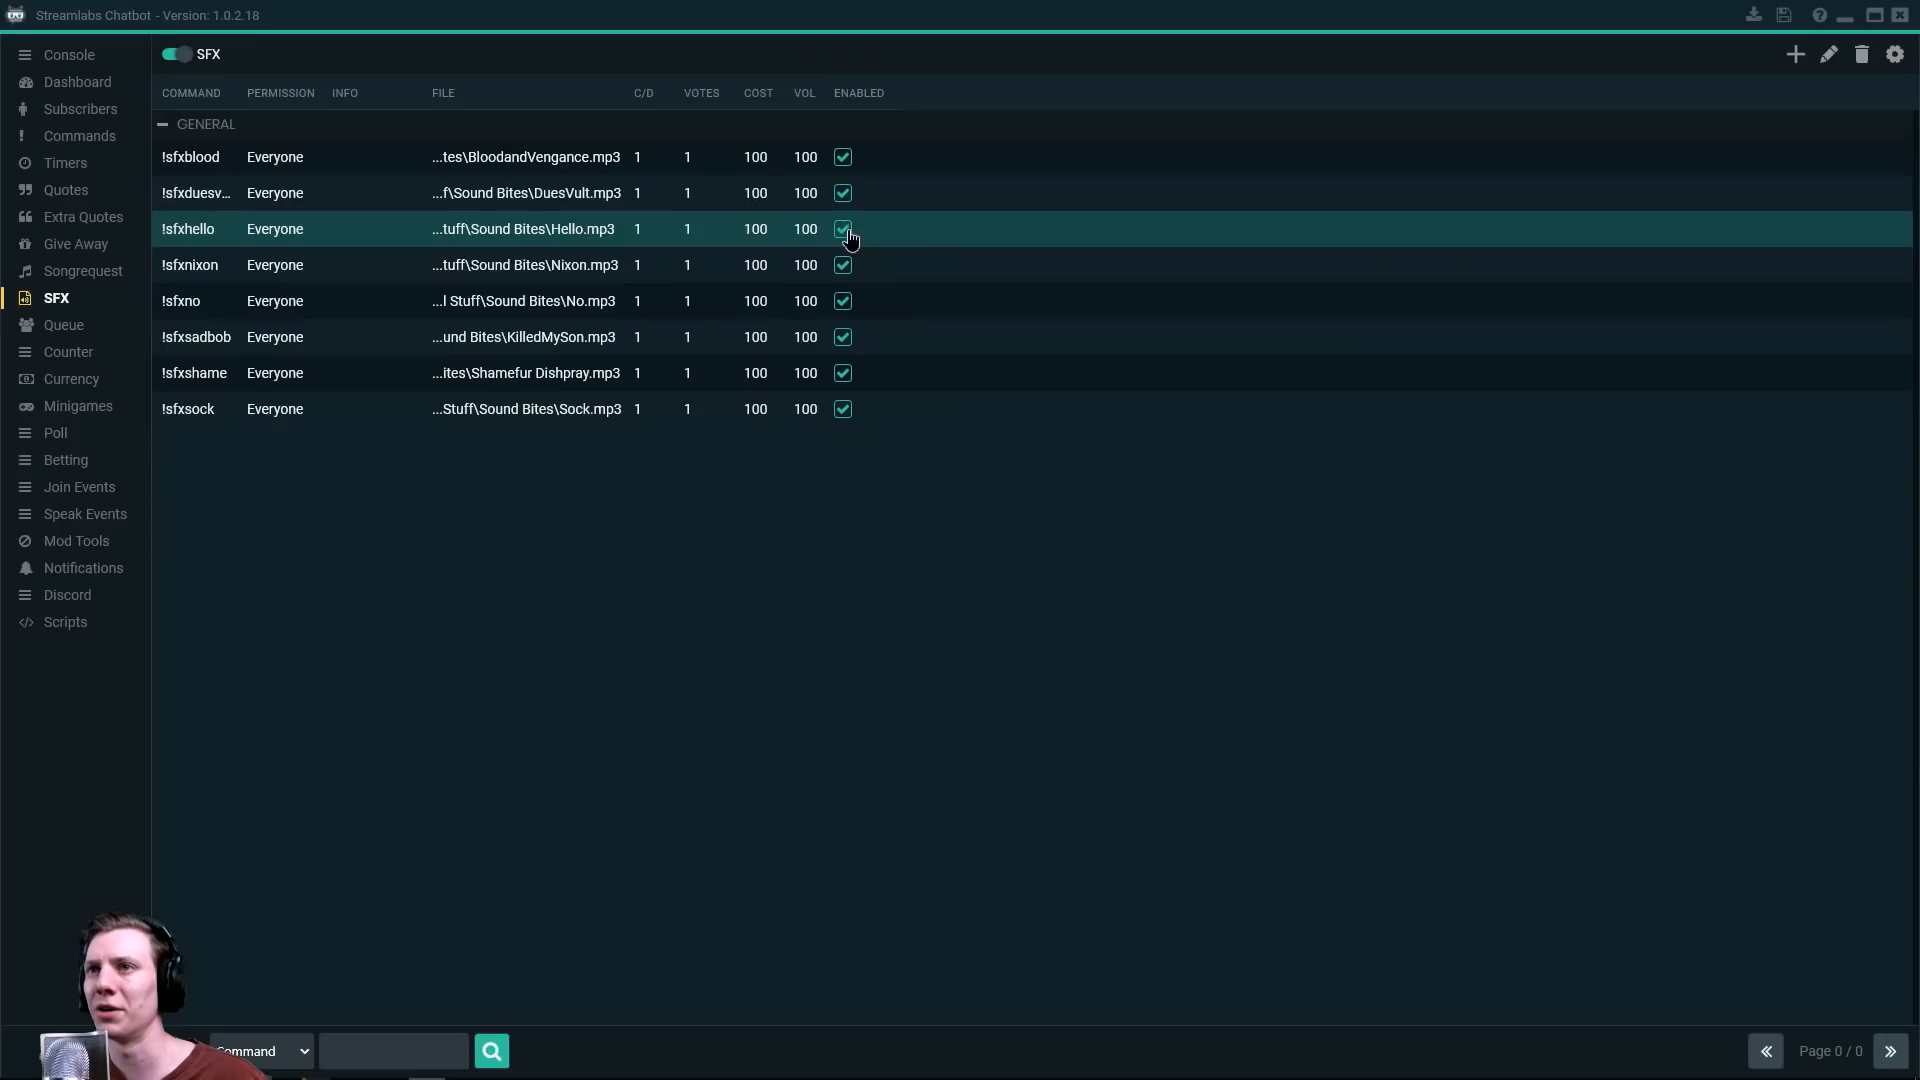 Streamlabs Chatbot - Version: 1.0.2.18
Console
Dashboard
Subscribers
Commands
Timers
Quotes
Extra Quotes
Give Away
Songrequest
SFX
Queue
Counter
Currency
Minigames
Poll
Betting
Join Events
Speak Events
Mod Tools
Notifications
Discord
Scripts
SFX
COMMAND PERMISSION INFO FILE C/D VOTES COST VOL ENABLED
GENERAL
!sfxblood Everyone ...tes\BloodandVengance.mp3 1 1 100 100
!sfxduesv... Everyone ...f\Sound Bites\DuesVult.mp3 1 1 100 100
!sfxhello Everyone ...tuff\Sound Bites\Hello.mp3 1 1 100 100
!sfxnixon Everyone ...tuff\Sound Bites\Nixon.mp3 1 1 100 100
!sfxno Everyone ...l Stuff\Sound Bites\No.mp3 1 1 100 100
!sfxsadbob Everyone ...und Bites\KilledMySon.mp3 1 1 100 100
!sfxshame Everyone ...ites\Shamefur Dishpray.mp3 1 1 100 100
!sfxsock Everyone ...Stuff\Sound Bites\Sock.mp3 1 1 100 100
Command
Page 0 / 0